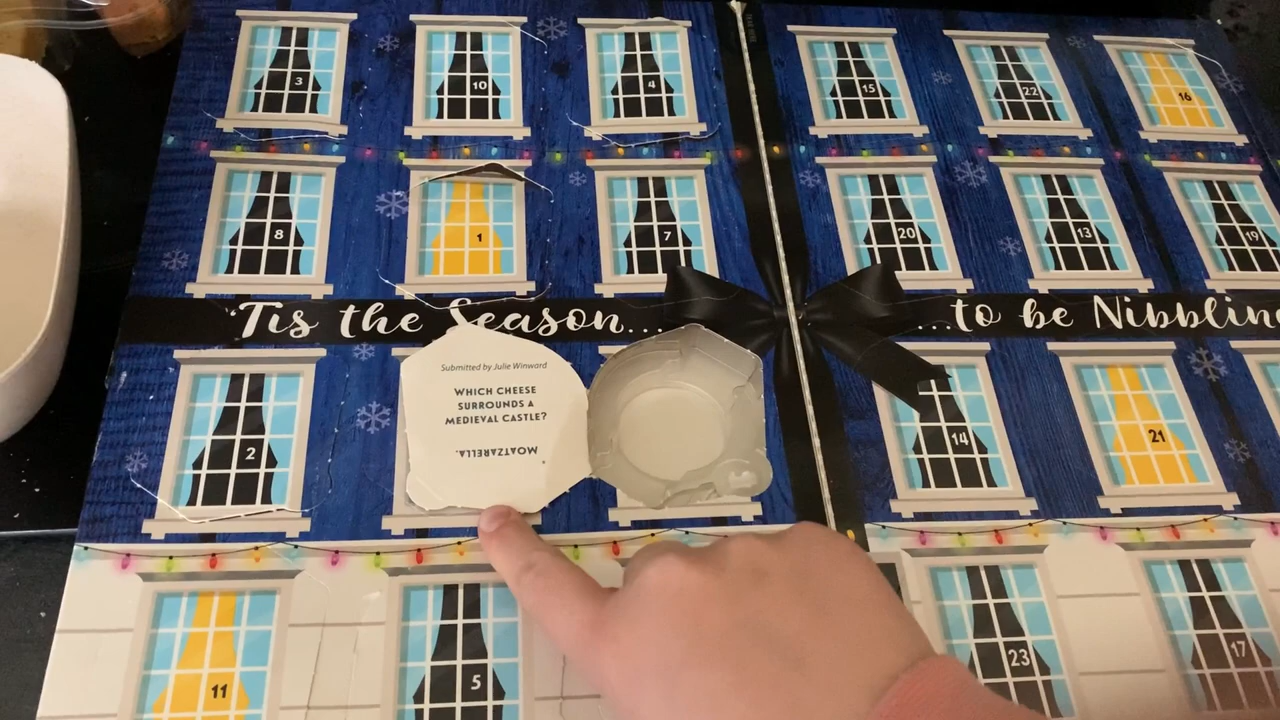 3
10
4
15
22
16
8
1
7
20
13
19
'Tis the Season...
...to be Nibblin
Submitted by Julie Winward
WHICH CHEESE
SURROUNDS A
MEDIEVAL CASTLE?
MOATZARELLA.
2
14
21
11
5
23
17